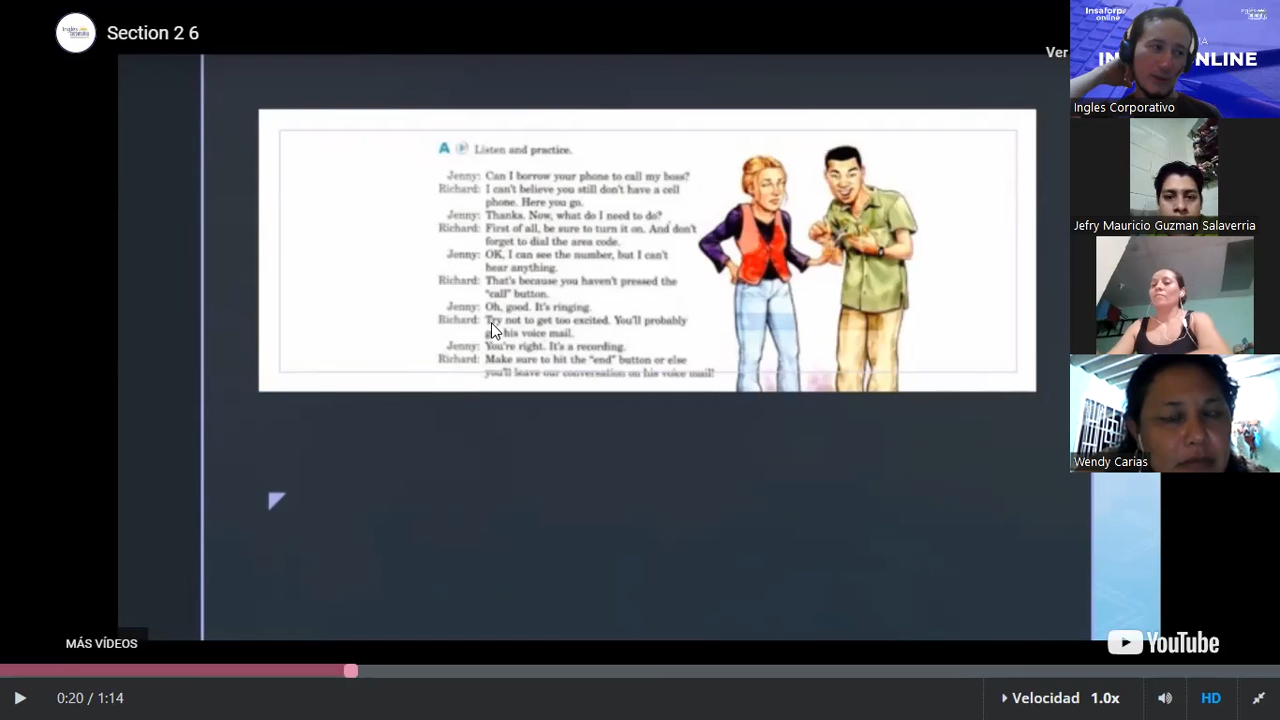 Section 2 6
Ver
Insaforp
online
INGLES ONLINE
Ingles Corporativo
A Listen and practice.
Jenny: Can I borrow your phone to call my boss?
Richard: I can't believe you still don't have a cell
phone. Here you go.
Jenny: Thanks. Now, what do I need to do?
Richard: First of all, be sure to turn it on. And don't
forget to dial the area code.
Jenny: OK, I can see the number, but I can't
hear anything.
Richard: That's because you haven't pressed the
"call" button.
Jenny: Oh, good. It's ringing.
Richard: Try not to get too excited. You'll probably
his voice mail.
Jenny: You're right. It's a recording.
Richard: Make sure to hit the "end" button or else
you'll leave our conversation on his voice mail!
Jefry Mauricio Guzman Salaverria
Wendy Carias
MÁS VÍDEOS
YouTube
0:20 / 1:14
Velocidad 1.0x
HD